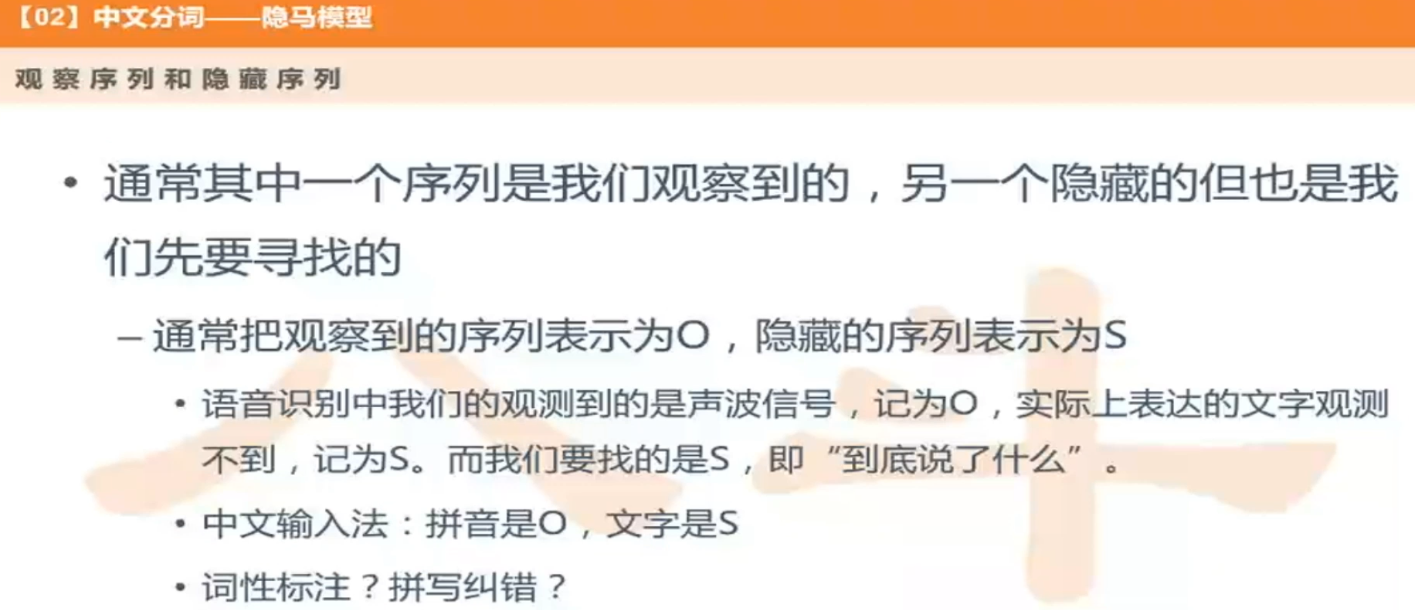 【02】中文分词——隐马模型
观察序列和隐藏序列
• 通常其中一个序列是我们观察到的，另一个隐藏的但也是我
们先要寻找的
– 通常把观察到的序列表示为O，隐藏的序列表示为S
• 语音识别中我们的观测到的是声波信号，记为O，实际上表达的文字观测
不到，记为S。而我们要找的是S，即“到底说了什么”。
• 中文输入法：拼音是O，文字是S
• 词性标注？拼写纠错？
八斗